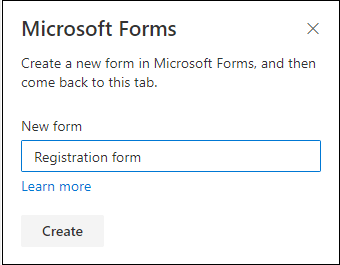 Microsoft Forms
Create a new form in Microsoft Forms, and then
come back to this tab.
New form
Registration form
Learn more
Create